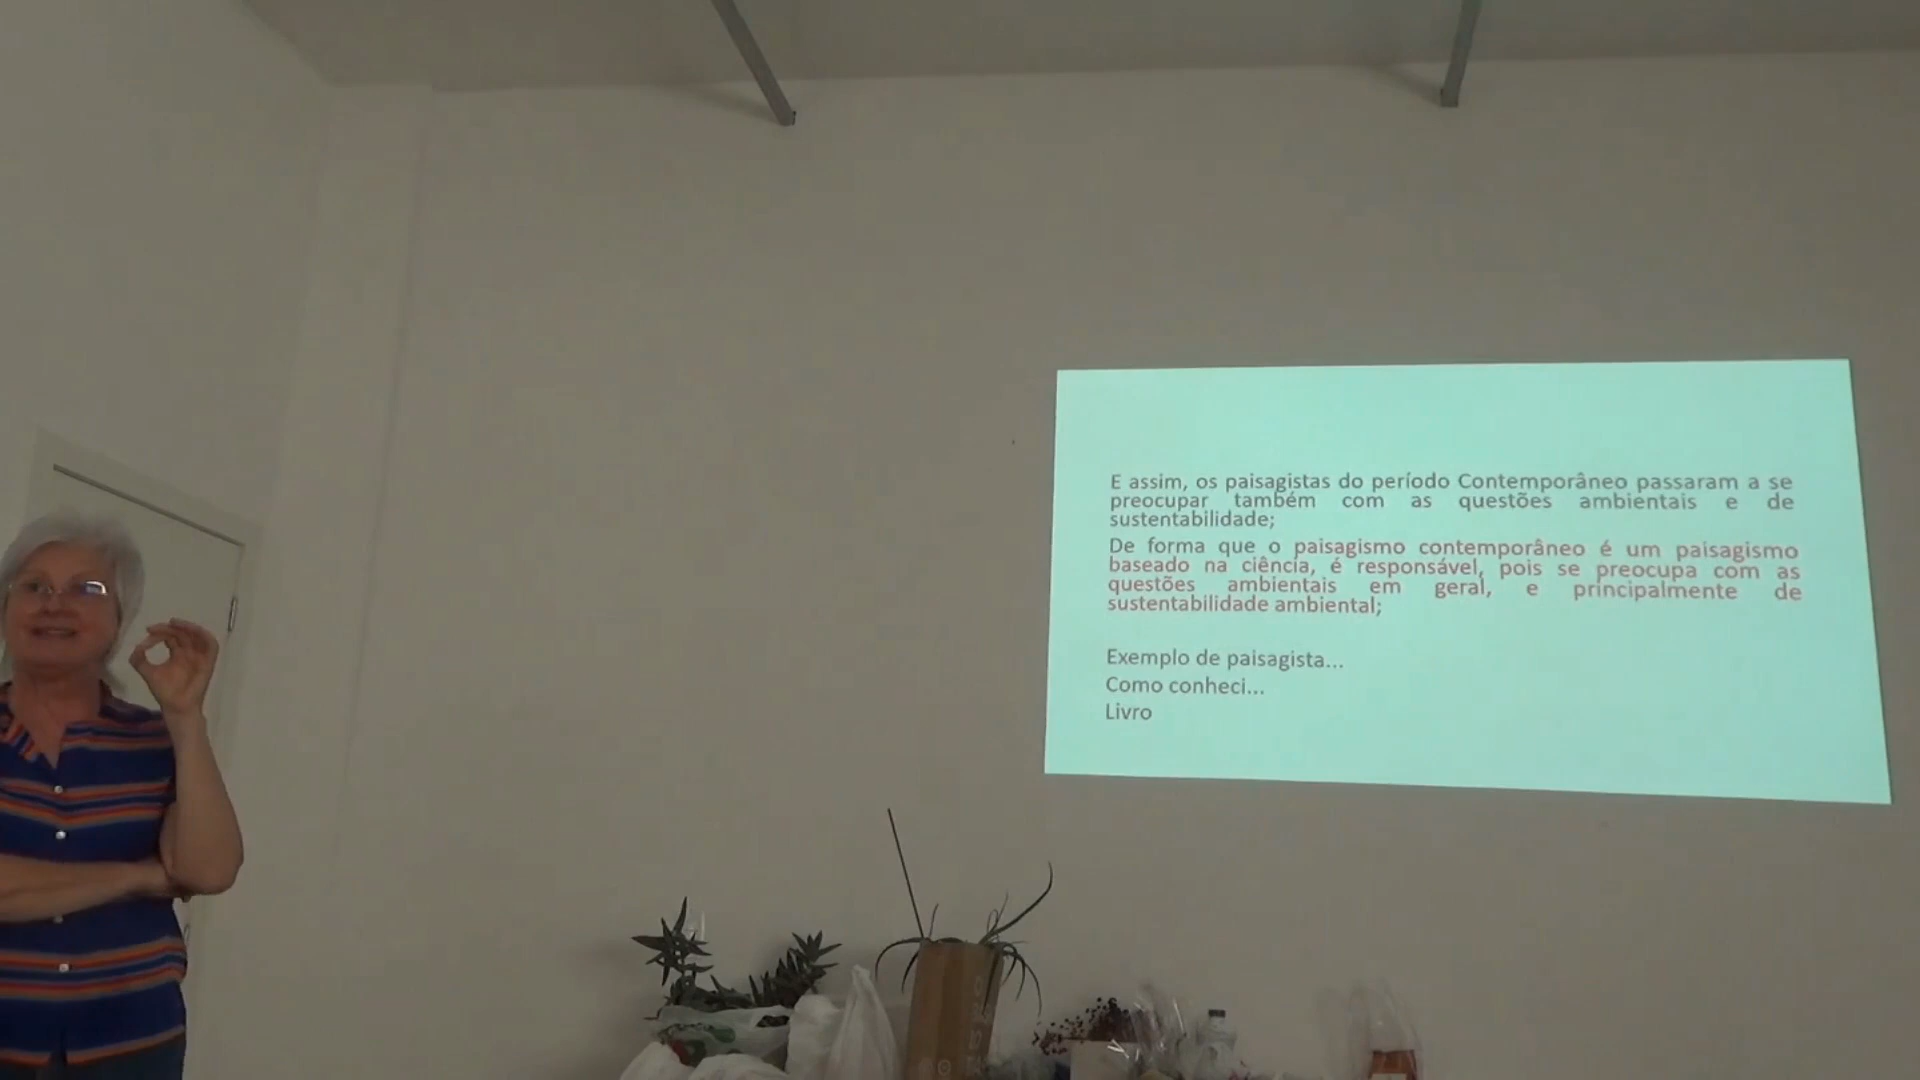 E assim, os paisagistas do período Contemporâneo passaram a se
preocupar também com as questões ambientais e de
sustentabilidade;
De forma que o paisagismo contemporâneo é um paisagismo
baseado na ciência, é responsável, pois se preocupa com as
questões ambientais em geral, e principalmente de
sustentabilidade ambiental;
Exemplo de paisagista...
Como conheci...
Livro